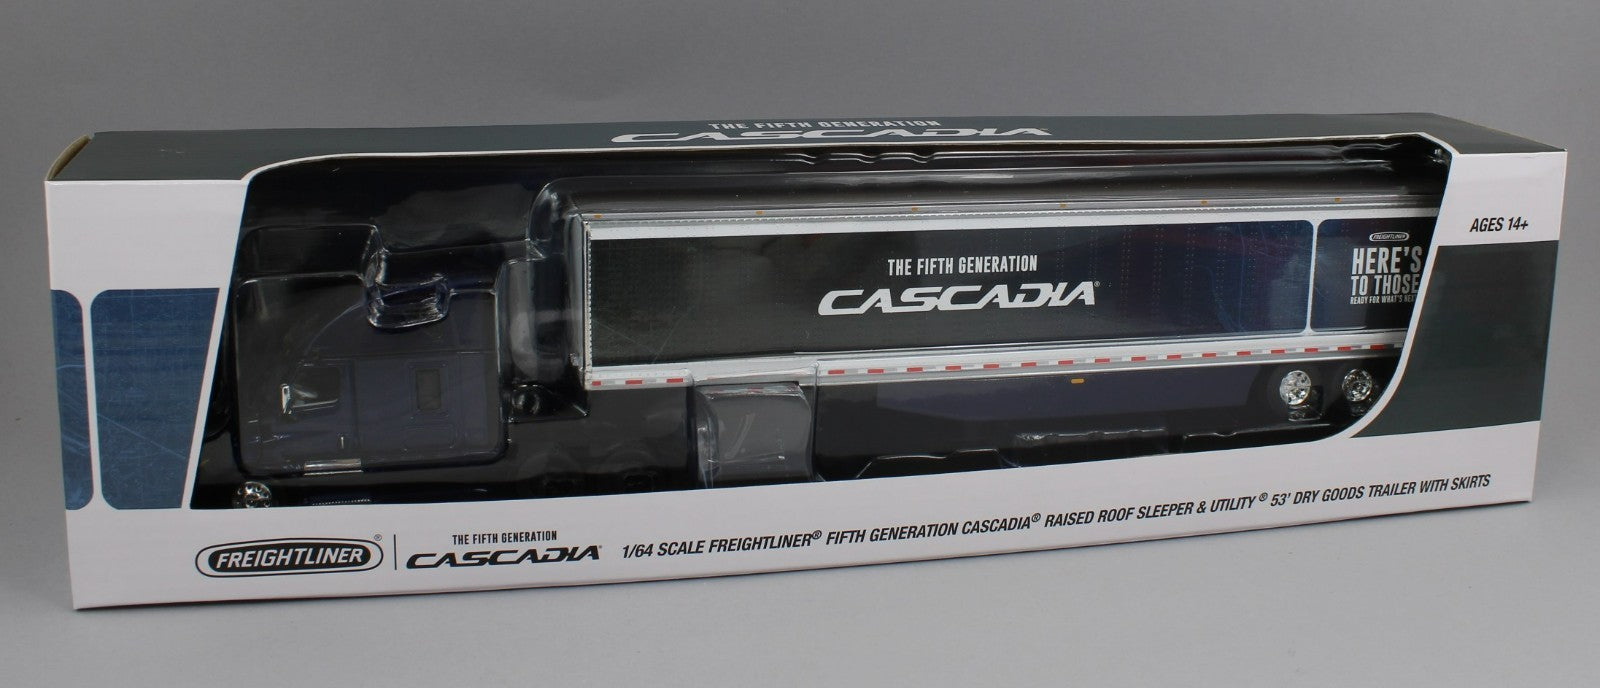 THE FIFTH GENERATION
CASCADIA
AGES 14+
THE FIFTH GENERATION
CASCADIA®
FREIGHTLINER
HERE'S
TO THOSE
READY FOR WHAT'S
FREIGHTLINER®
THE FIFTH GENERATION
CASCADIA®
1/64 SCALE FREIGHTLINER® FIFTH GENERATION CASCADIA® RAISED ROOF SLEEPER & UTILITY® 53' DRY GOODS TRAILER WITH SKIRTS